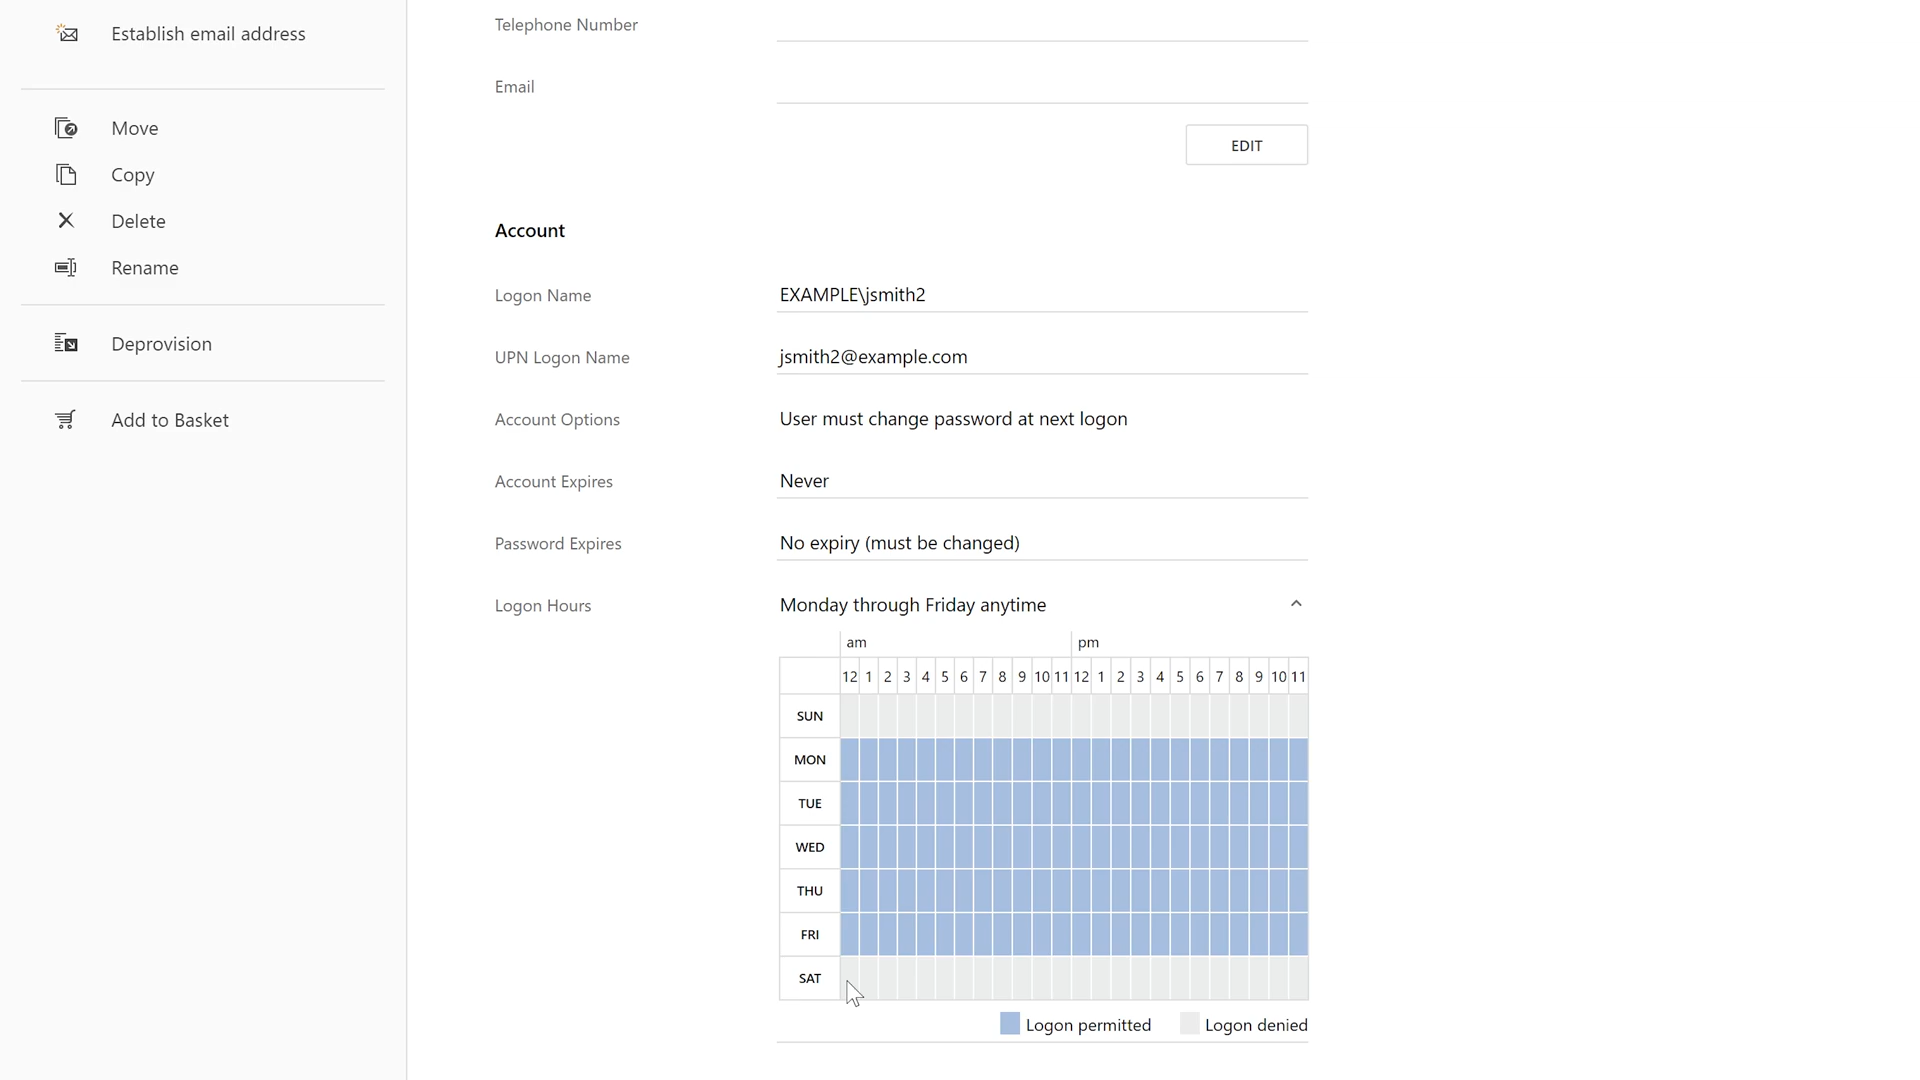 Establish email address
Move
Copy
Delete
Rename
Deprovision
Add to Basket
Telephone Number
Email
EDIT
Account
Logon Name EXAMPLE\jsmith2
UPN Logon Name jsmith2@example.com
Account Options User must change password at next logon
Account Expires Never
Password Expires No expiry (must be changed)
Logon Hours Monday through Friday anytime
am pm
12 1 2 3 4 5 6 7 8 9 10 11 12 1 2 3 4 5 6 7 8 9 10 11
SUN
MON
TUE
WED
THU
FRI
SAT
Logon permitted Logon denied